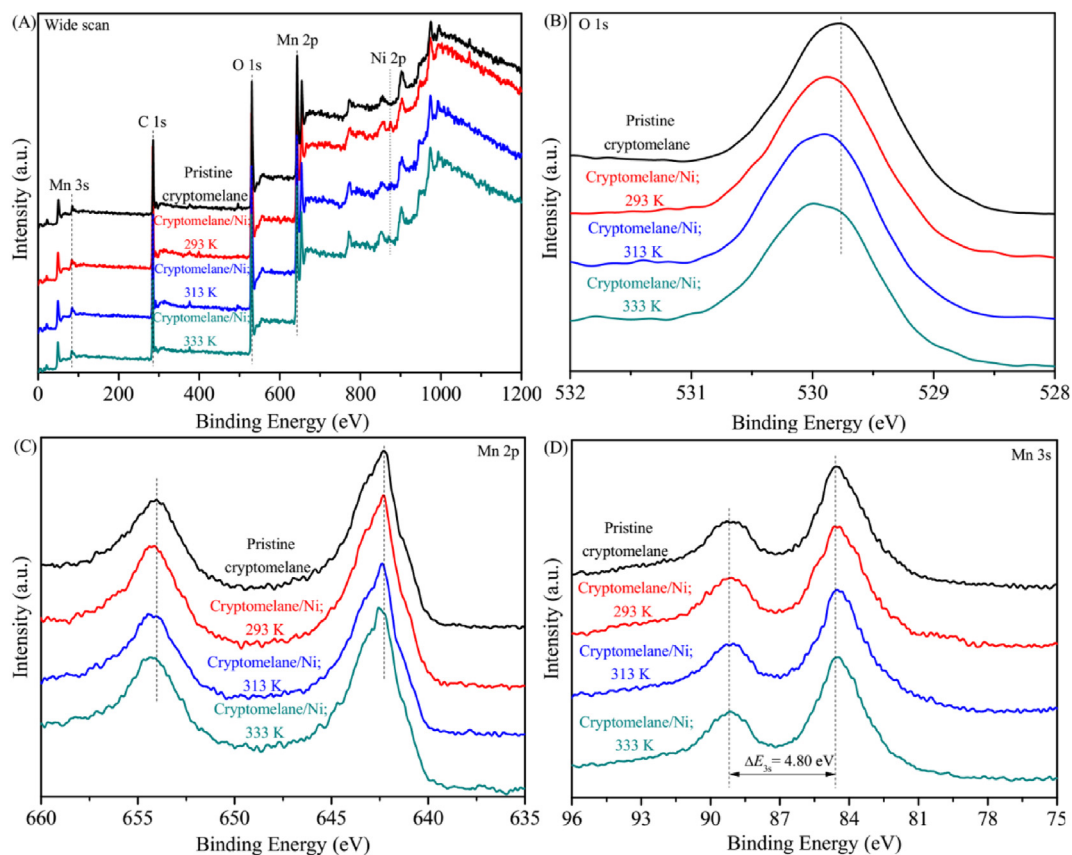 (A) Wide scan
Mn 2p
O 1s
Ni 2p
C 1s
Mn 3s
Pristine
cryptomelane
Cryptomelane/Ni;
293 K
Cryptomelane/Ni;
313 K
Cryptomelane/Ni;
333 K
Intensity (a.u.)
0 200 400 600 800 1000 1200
Binding Energy (eV)
(B) O 1s
Pristine
cryptomelane
Cryptomelane/Ni;
293 K
Cryptomelane/Ni;
313 K
Cryptomelane/Ni;
333 K
Intensity (a.u.)
532 531 530 529 528
Binding Energy (eV)
(C) Mn 2p
Pristine
cryptomelane
Cryptomelane/Ni;
293 K
Cryptomelane/Ni;
313 K
Cryptomelane/Ni;
333 K
Intensity (a.u.)
660 655 650 645 640 635
Binding Energy (eV)
(D) Mn 3s
Pristine
cryptomelane
Cryptomelane/Ni;
293 K
Cryptomelane/Ni;
313 K
Cryptomelane/Ni;
333 K
ΔE3s = 4.80 eV
Intensity (a.u.)
96 93 90 87 84 81 78 75
Binding Energy (eV)